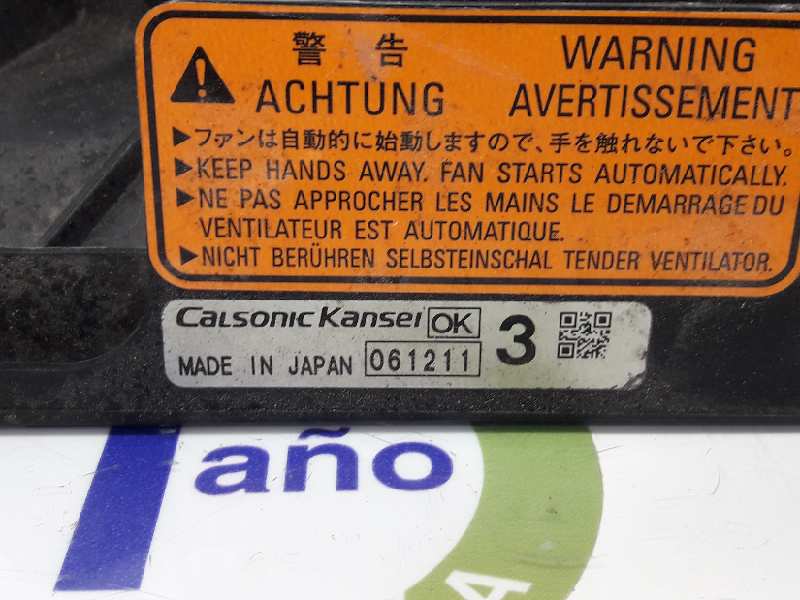 警告 WARNING
ACHTUNG AVERTISSEMENT
▶ファンは自動的に始動しますので、手を触れないで下さい。
▶KEEP HANDS AWAY. FAN STARTS AUTOMATICALLY.
▶NE PAS APPROCHER LES MAINS LE DEMARRAGE DU
VENTILATEUR EST AUTOMATIQUE.
▶NICHT BERÜHREN SELBSTEINSCHAL TENDER VENTILATOR.
CALSONIC KANSEI OK 3
MADE IN JAPAN 061211
año